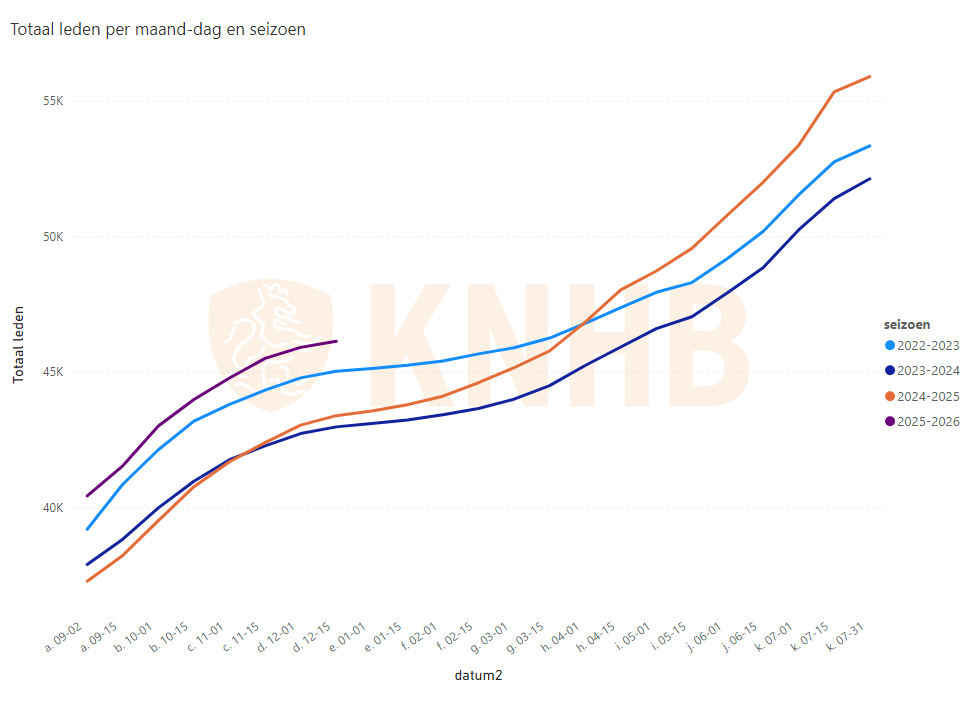 Totaal leden per maand-dag en seizoen
55K
50K
45K
40K
Totaal leden
KNHB
seizoen
2022-2023
2023-2024
2024-2025
2025-2026
a. 09-02
a. 09-15
b. 10-01
b. 10-15
c. 11-01
c. 11-15
d. 12-01
d. 12-15
e. 01-01
e. 01-15
f. 02-01
f. 02-15
g. 03-01
g. 03-15
h. 04-01
h. 04-15
i. 05-01
i. 05-15
j. 06-01
j. 06-15
k. 07-01
k. 07-15
k. 07-31
datum2